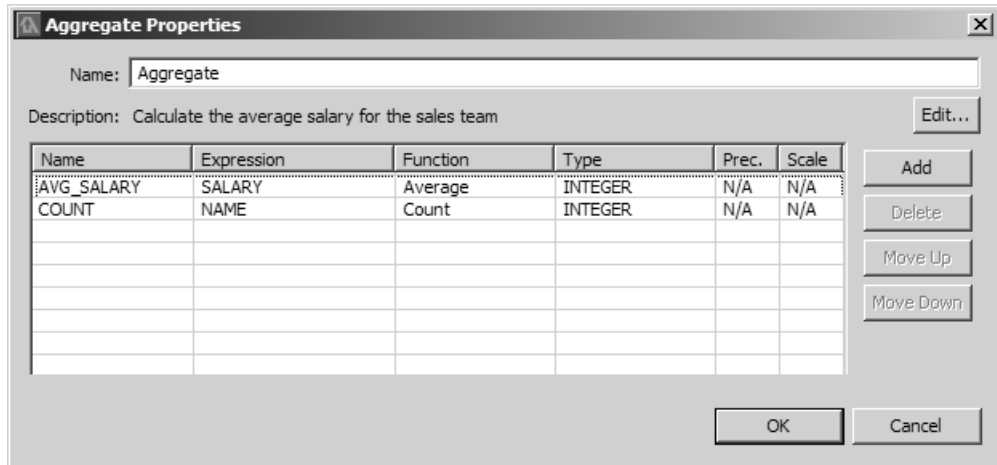 Aggregate Properties
Name: Aggregate
Description: Calculate the average salary for the sales team
Edit...
Name Expression Function Type Prec. Scale
AVG_SALARY SALARY Average INTEGER N/A N/A
COUNT NAME Count INTEGER N/A N/A
Add
Delete
Move Up
Move Down
OK Cancel